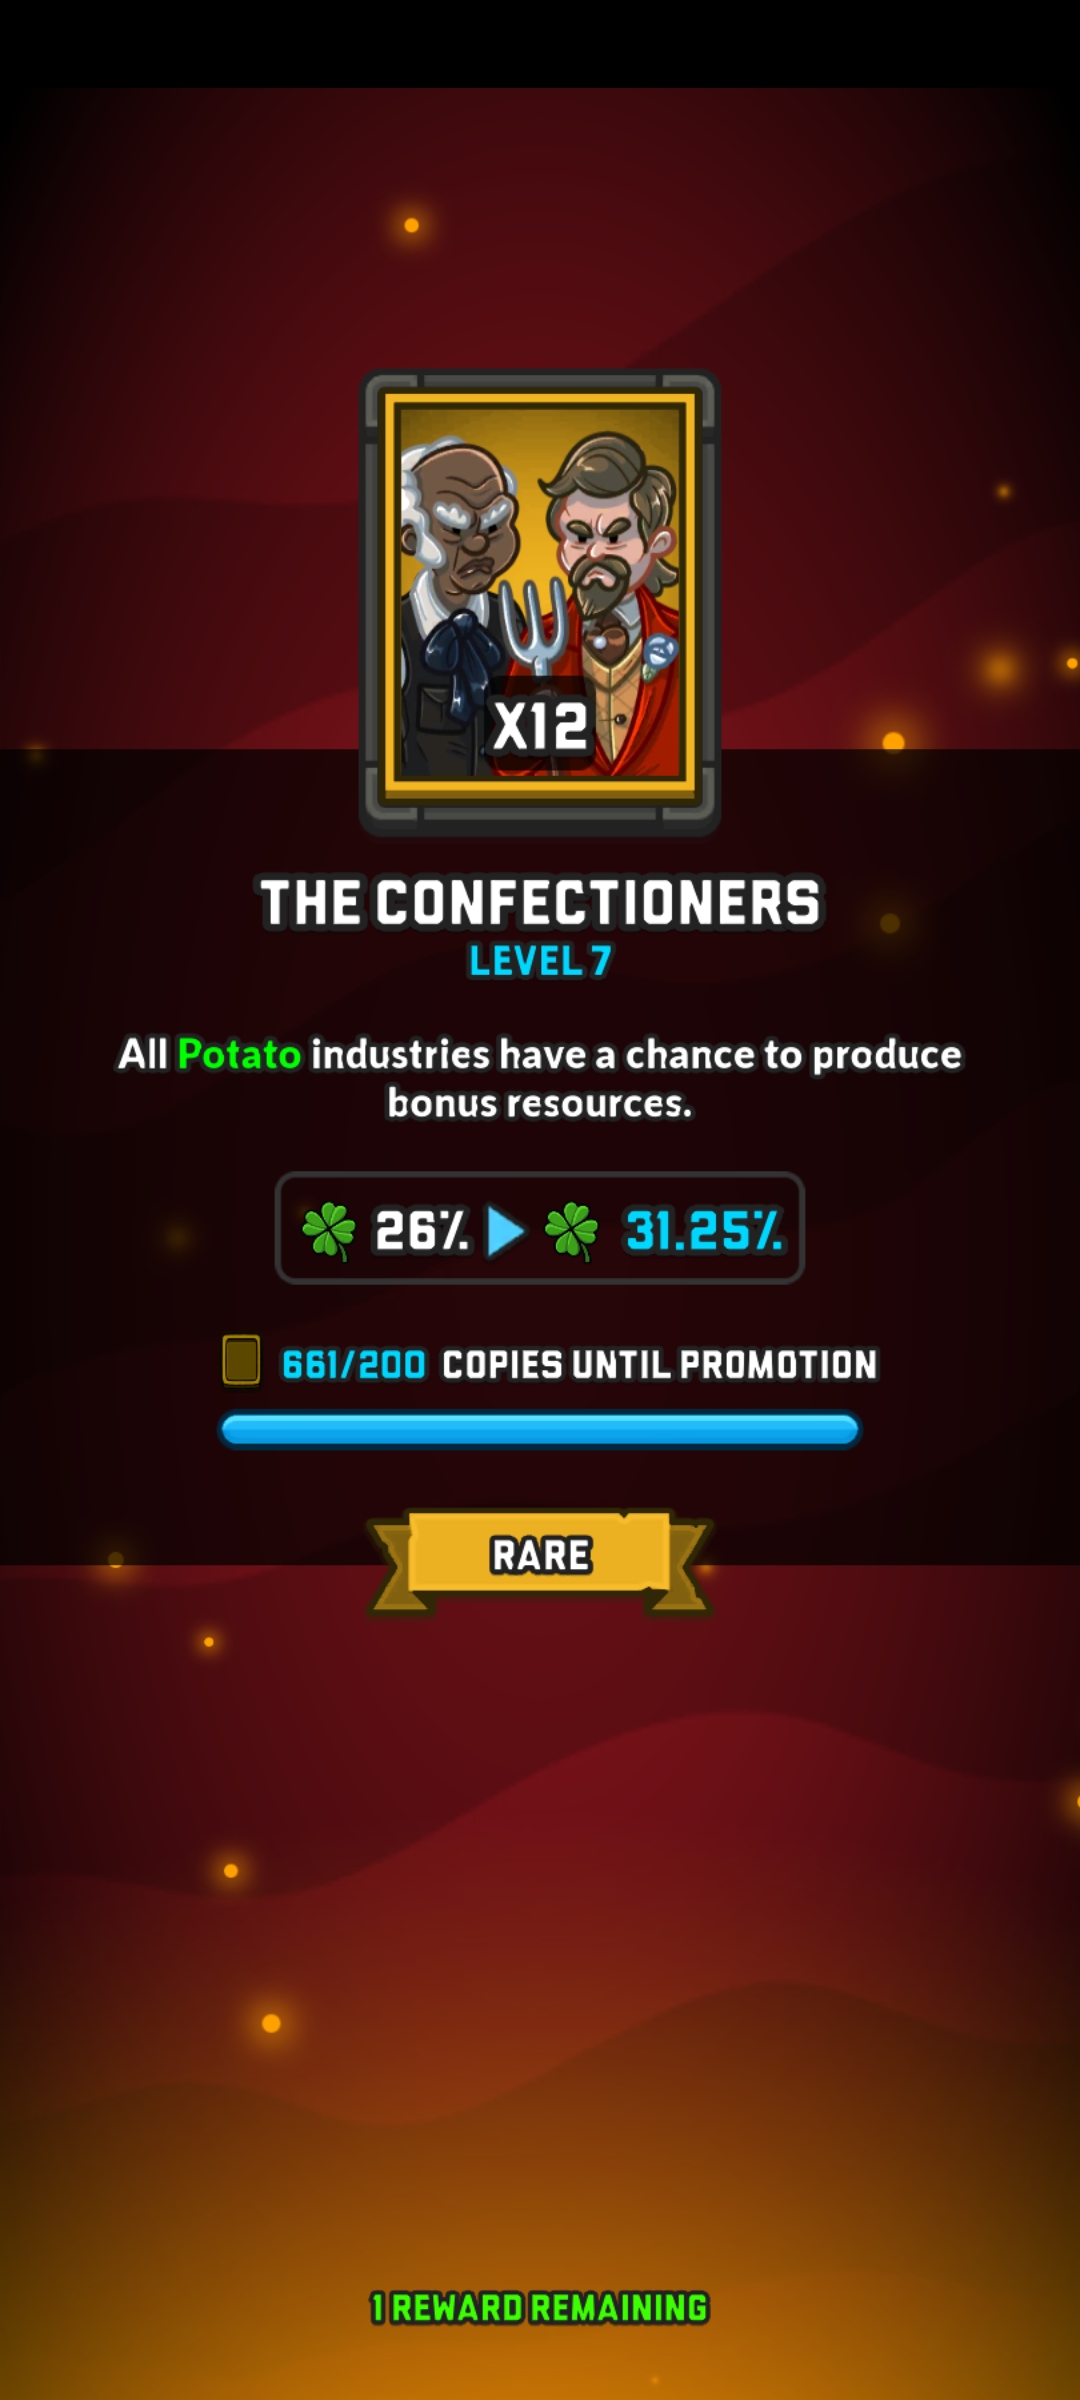 X12
THE CONFECTIONERS
LEVEL 7
All Potato industries have a chance to produce
bonus resources.
26% 31.25%
661/200 COPIES UNTIL PROMOTION
RARE
1 REWARD REMAINING